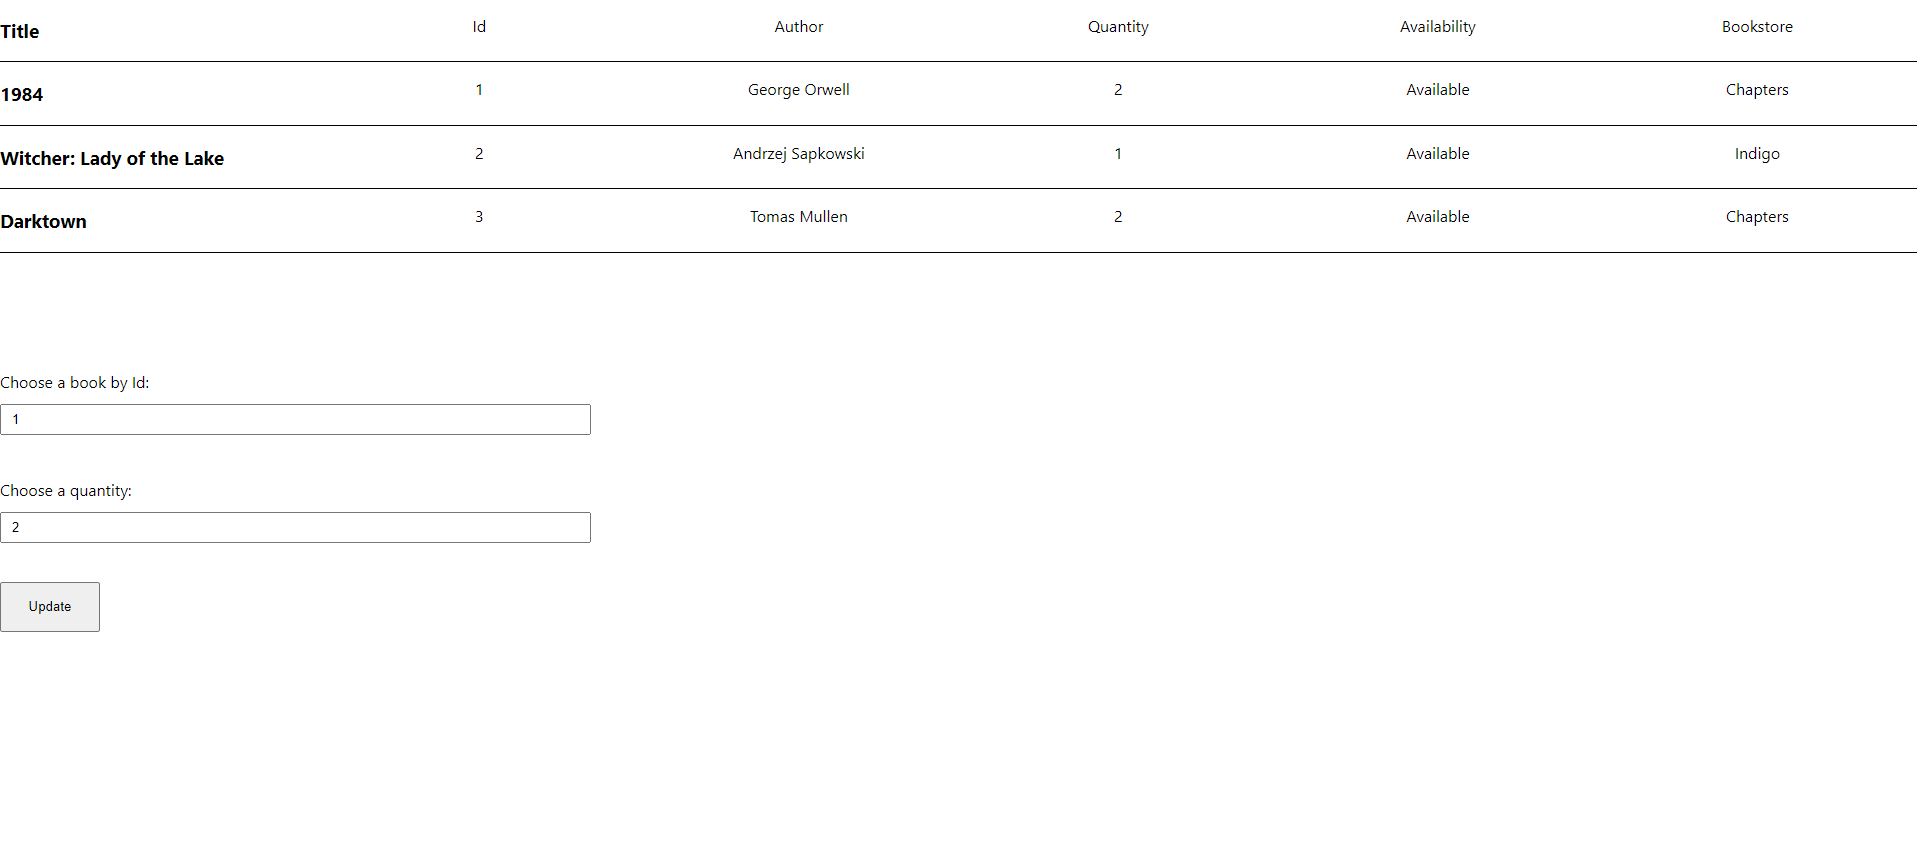 Title Id Author Quantity Availability Bookstore
1984 1 George Orwell 2 Available Chapters
Witcher: Lady of the Lake 2 Andrzej Sapkowski 1 Available Indigo
Darktown 3 Tomas Mullen 2 Available Chapters
Choose a book by Id:
1
Choose a quantity:
2
Update